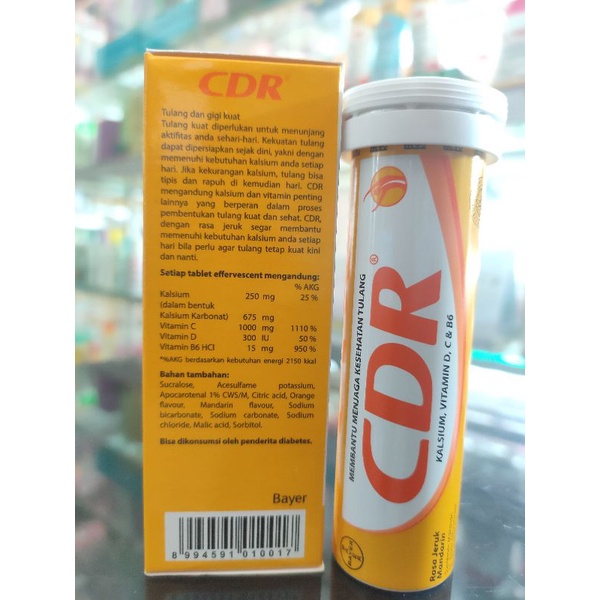 CDR®
Tulang dan gigi kuat
Tulang kuat diperlukan untuk menunjang
aktifitas anda sehari-hari. Kekuatan tulang
dapat dipersiapkan sejak dini, yakni dengan
memenuhi kebutuhan kalsium anda setiap
hari. Jika kekurangan kalsium, tulang bisa
tipis dan rapuh di kemudian hari. CDR
mengandung kalsium dan vitamin penting
lainnya yang berperan dalam proses
pembentukan tulang kuat dan sehat. CDR,
dengan rasa jeruk segar membantu
memenuhi kebutuhan kalsium anda setiap
hari bila perlu agar tulang tetap kuat kini
dan nanti.
Setiap tablet effervescent mengandung:
% AKG
Kalsium 250 mg 25 %
(dalam bentuk
Kalsium Karbonat) 675 mg
Vitamin C 1000 mg 1110 %
Vitamin D 300 IU 50 %
Vitamin B6 HCl 15 mg 950 %
*%AKG berdasarkan kebutuhan energi 2150 kkal
Bahan tambahan:
Sucralose, Acesulfame potassium,
Apocarotenal 1% CWS/M, Citric acid, Orange
flavour, Mandarin flavour, Sodium
bicarbonate, Sodium carbonate, Sodium
chloride, Malic acid, Sorbitol.
Bisa dikonsumsi oleh penderita diabetes.
Bayer
8 994591 010017
MEMBANTU MENJAGA KESEHATAN TULANG
CDR®
KALSIUM, VITAMIN D, C & B6
BAYER
Rasa Jeruk
Mandarin